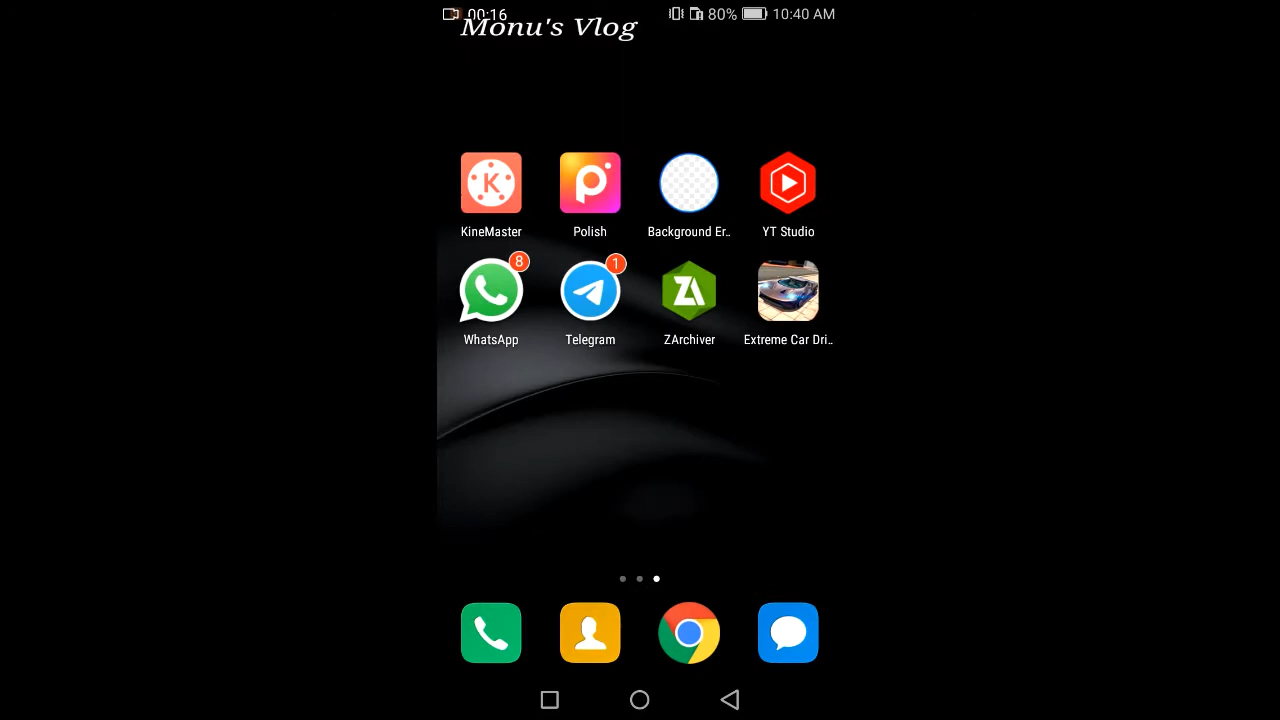 00:16 80% 10:40 AM
Monu's Vlog
KineMaster Polish Background Er.. YT Studio
8 1
WhatsApp Telegram ZArchiver Extreme Car Dri..